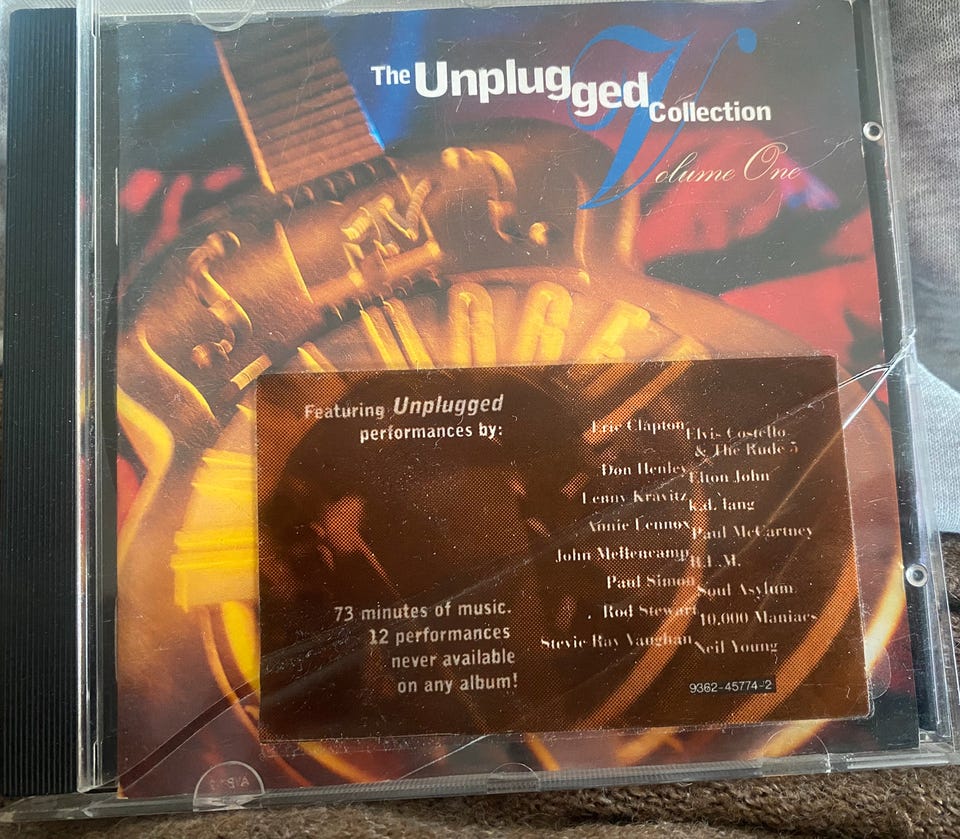 The Unplugged Collection
Volume One
Featuring Unplugged
performances by:
Eric Clapton
Don Henley
Lenny Kravitz
Annie Lennox
John Mellencamp
Paul Simon
Rod Stewart
Stevie Ray Vaughan
Elvis Costello
& The Rude 5
Elton John
k.d. lang
Paul McCartney
R.E.M.
Soul Asylum
10,000 Maniacs
Neil Young
73 minutes of music.
12 performances
never available
on any album!
9362-45774-2